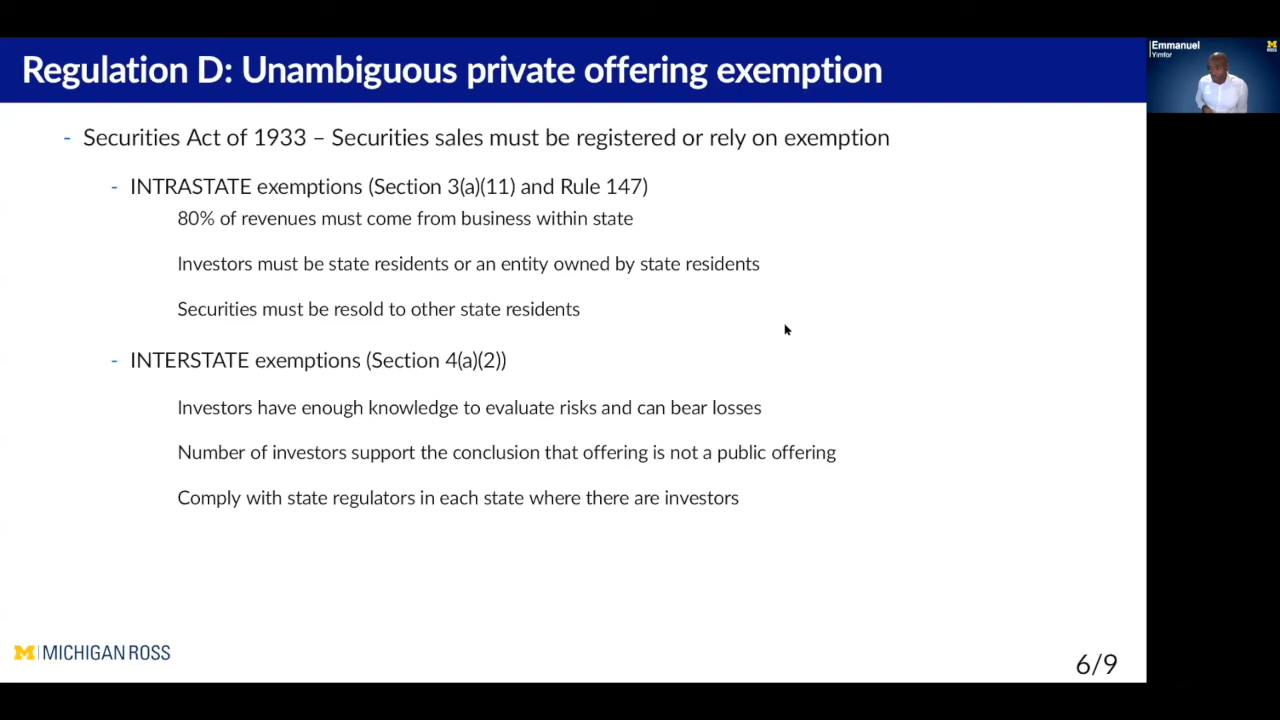 Regulation D: Unambiguous private offering exemption
- Securities Act of 1933 – Securities sales must be registered or rely on exemption
- INTRASTATE exemptions (Section 3(a)(11) and Rule 147)
80% of revenues must come from business within state
Investors must be state residents or an entity owned by state residents
Securities must be resold to other state residents
- INTERSTATE exemptions (Section 4(a)(2))
Investors have enough knowledge to evaluate risks and can bear losses
Number of investors support the conclusion that offering is not a public offering
Comply with state regulators in each state where there are investors
M MICHIGAN ROSS
6/9
Emmanuel
Yimfor
M
ROSS